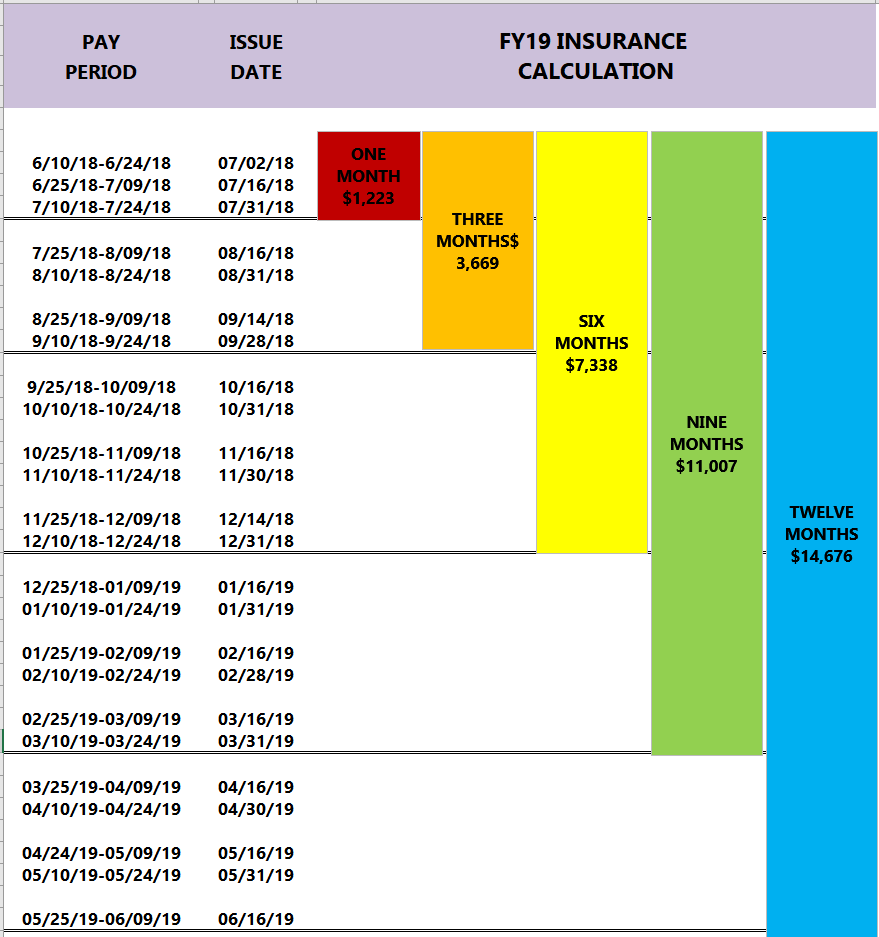 PAY ISSUE FY19 INSURANCE
PERIOD DATE CALCULATION
6/10/18-6/24/18 07/02/18
6/25/18-7/09/18 07/16/18
7/10/18-7/24/18 07/31/18
ONE
MONTH
$1,223
THREE
MONTHS$
3,669
SIX
MONTHS
$7,338
NINE
MONTHS
$11,007
TWELVE
MONTHS
$14,676
7/25/18-8/09/18 08/16/18
8/10/18-8/24/18 08/31/18
8/25/18-9/09/18 09/14/18
9/10/18-9/24/18 09/28/18
9/25/18-10/09/18 10/16/18
10/10/18-10/24/18 10/31/18
10/25/18-11/09/18 11/16/18
11/10/18-11/24/18 11/30/18
11/25/18-12/09/18 12/14/18
12/10/18-12/24/18 12/31/18
12/25/18-01/09/19 01/16/19
01/10/19-01/24/19 01/31/19
01/25/19-02/09/19 02/16/19
02/10/19-02/24/19 02/28/19
02/25/19-03/09/19 03/16/19
03/10/19-03/24/19 03/31/19
03/25/19-04/09/19 04/16/19
04/10/19-04/24/19 04/30/19
04/24/19-05/09/19 05/16/19
05/10/19-05/24/19 05/31/19
05/25/19-06/09/19 06/16/19